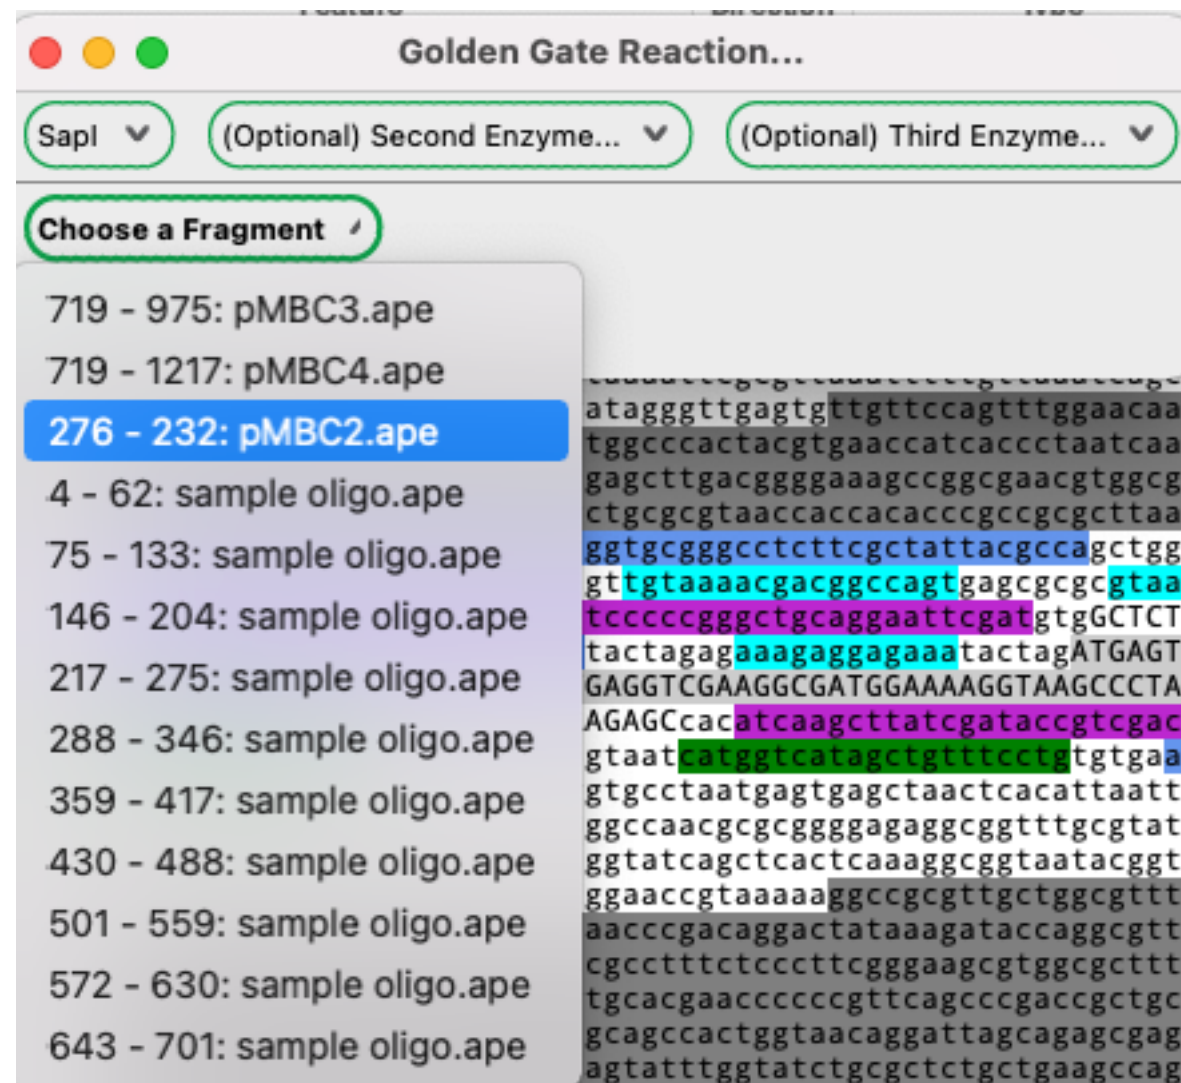 Golden Gate Reaction...
SapI
(Optional) Second Enzyme...
(Optional) Third Enzyme...
Choose a Fragment
719 - 975: pMBC3.ape
719 - 1217: pMBC4.ape
276 - 232: pMBC2.ape
4 - 62: sample oligo.ape
75 - 133: sample oligo.ape
146 - 204: sample oligo.ape
217 - 275: sample oligo.ape
288 - 346: sample oligo.ape
359 - 417: sample oligo.ape
430 - 488: sample oligo.ape
501 - 559: sample oligo.ape
572 - 630: sample oligo.ape
643 - 701: sample oligo.ape
atagggttgagtgttgttccagtttggaacaa
tggcccactacgtgaaccatcaccctaatcaa
gagcttgacggggaaagccggcgaacgtggcg
ctgcgcgtaaccaccacacccgccgcgcttaa
ggtgcgggcctcttcgctattacgccagctgg
gttgtaaaacgacggccagtgagcgcgcgtaa
tcccccgggctgcaggaattcgatgtgGCTCT
tactagagaaagaggagaaatactagATGAGT
GAGGTCGAAGGCGATGGAAAAGGTAAGCCCTA
AGAGCcacatcaagcttatcgataccgtcgac
gtaatcatggtcatagctgtttcctgtgtgaa
gtgcctaatgagtgagctaactcacattaatt
ggccaacgcgcggggagaggcggtttgcgtat
ggtatcagctcactcaaaggcggtaatacggt
ggaaccgtaaaaaggccgcgttgctggcgttt
aacccgacaggactataaagataccaggcgtt
cgcctttctcccttcgggaagcgtggcgcttt
tgcacgaaccccccgttcagcccgaccgctgc
gcagccactggtaacaggattagcagagcgag
agtatttggtatctgcgctctgctgaagccag